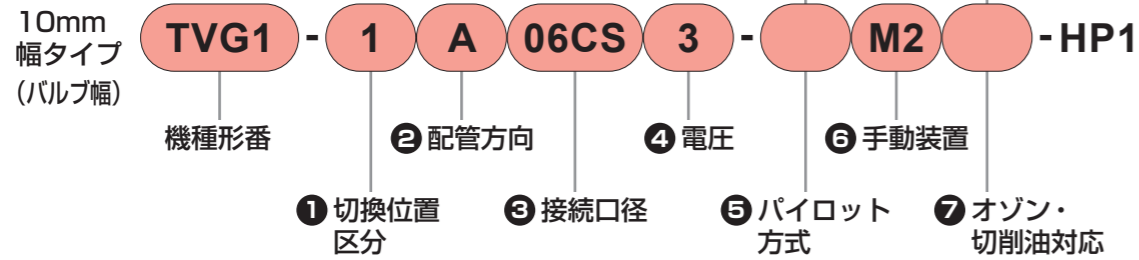 10mm
幅タイプ
(バルブ幅)
TVG1 - 1 A 06CS 3 - M2 - HP1
機種形番
❷ 配管方向
❹ 電圧
❻ 手動装置
❶ 切換位置
区分
❸ 接続口径
❺ パイロット
方式
❼ オゾン・
切削油対応